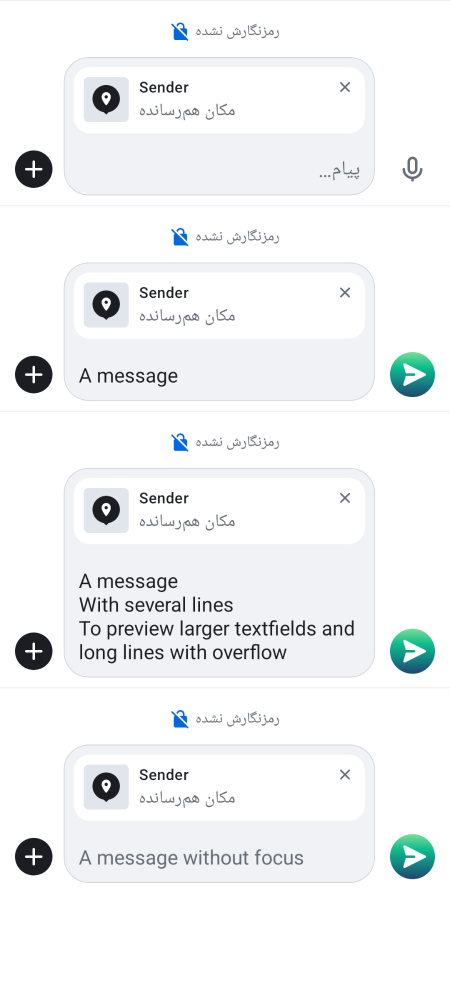 رمزنگارش نشده
Sender
مکان هم‌رسانده
پیام...
رمزنگارش نشده
Sender
مکان هم‌رسانده
A message
رمزنگارش نشده
Sender
مکان هم‌رسانده
A message
With several lines
To preview larger textfields and
long lines with overflow
رمزنگارش نشده
Sender
مکان هم‌رسانده
A message without focus